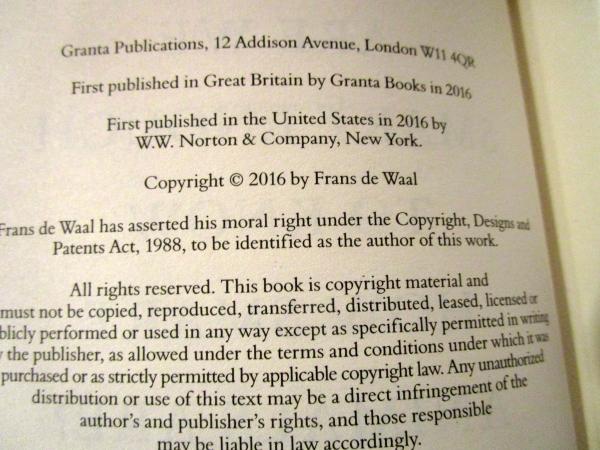 Granta Publications, 12 Addison Avenue, London W11 4QR
First published in Great Britain by Granta Books in 2016
First published in the United States in 2016 by
W.W. Norton & Company, New York.
Copyright © 2016 by Frans de Waal
Frans de Waal has asserted his moral right under the Copyright, Designs and
Patents Act, 1988, to be identified as the author of this work.
All rights reserved. This book is copyright material and
must not be copied, reproduced, transferred, distributed, leased, licensed or
blicly performed or used in any way except as specifically permitted in writing
the publisher, as allowed under the terms and conditions under which it was
purchased or as strictly permitted by applicable copyright law. Any unauthorized
distribution or use of this text may be a direct infringement of the
author's and publisher's rights, and those responsible
may be liable in law accordingly.